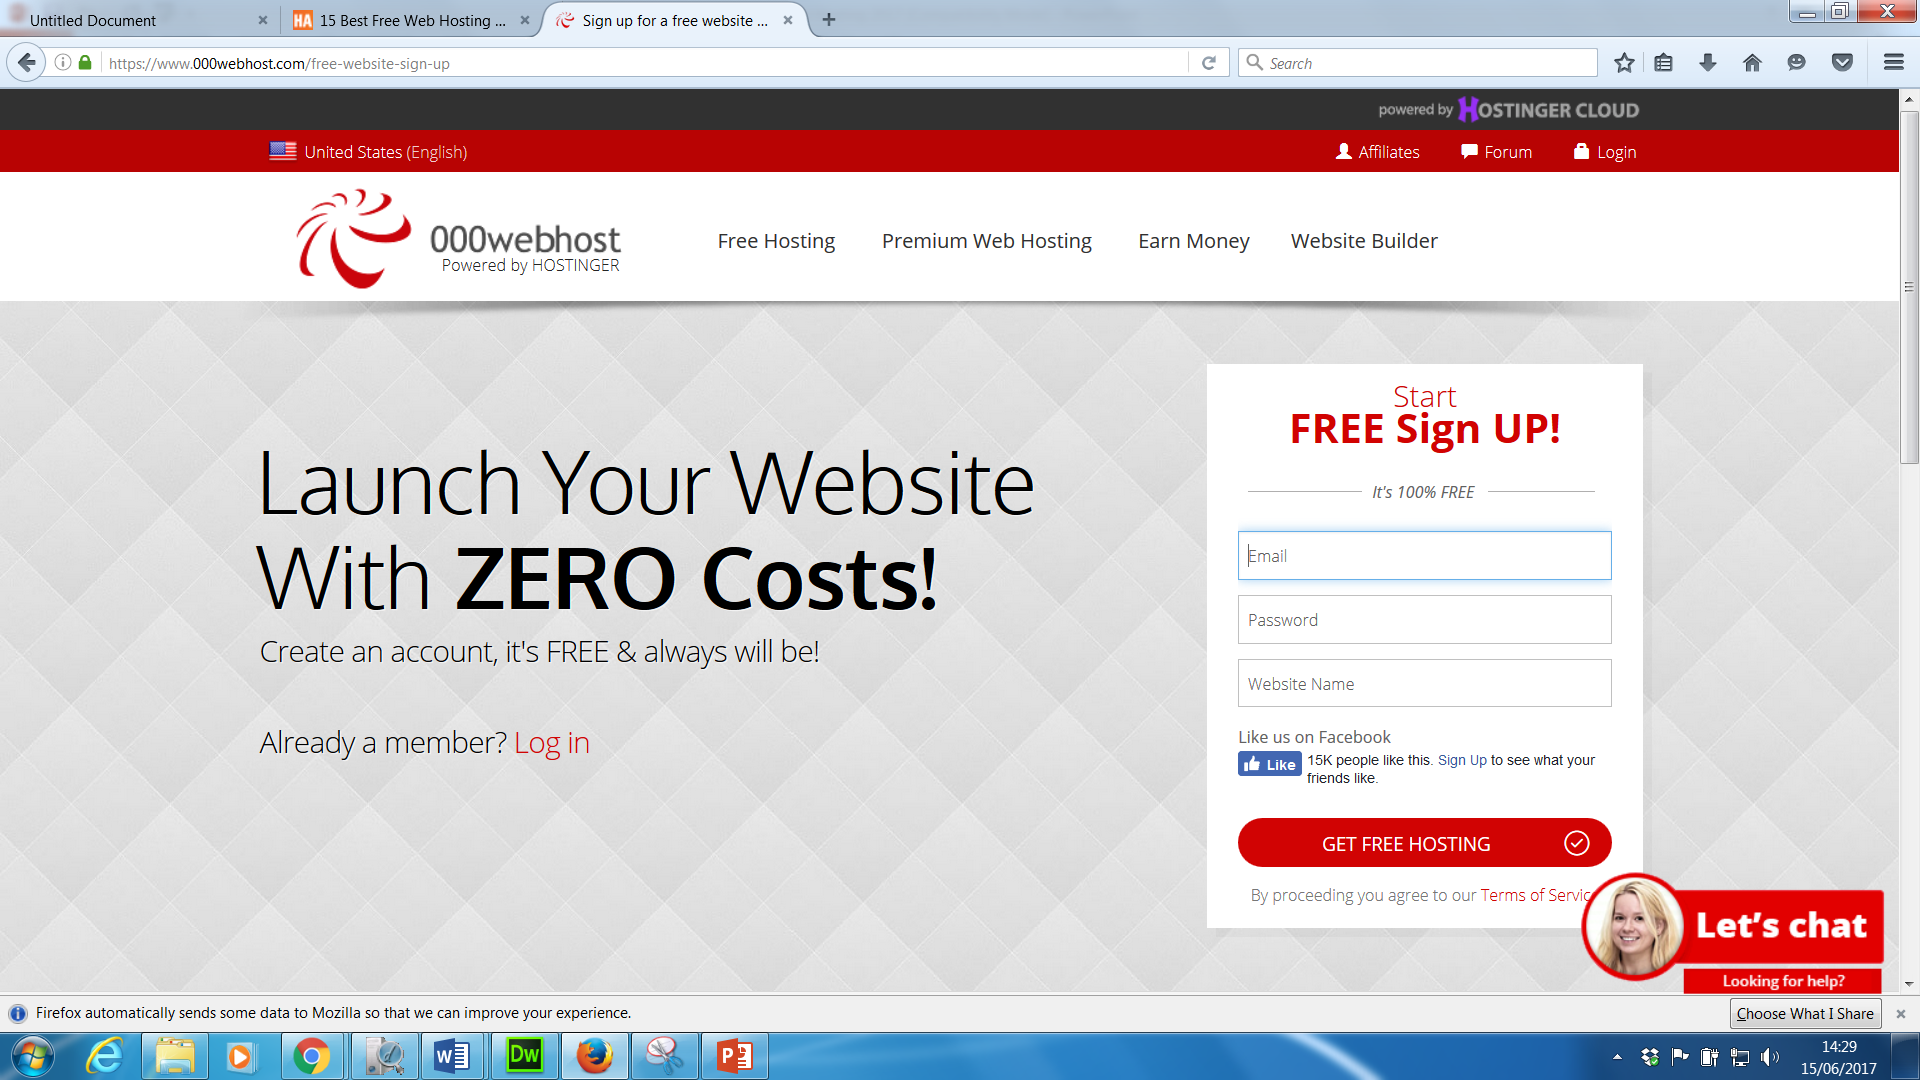 Untitled Document
HA 15 Best Free Web Hosting ...
Sign up for a free website ...
https://www.000webhost.com/free-website-sign-up
Search
powered by HOSTINGER CLOUD
United States (English)
Affiliates
Forum
Login
000webhost
Powered by HOSTINGER
Free Hosting
Premium Web Hosting
Earn Money
Website Builder
Launch Your Website
With ZERO Costs!
Create an account, it's FREE & always will be!
Already a member? Log in
Start
FREE Sign UP!
It's 100% FREE
Email
Password
Website Name
Like us on Facebook
Like
15K people like this. Sign Up to see what your
friends like.
GET FREE HOSTING
By proceeding you agree to our Terms of Servic
Let's chat
Looking for help?
Firefox automatically sends some data to Mozilla so that we can improve your experience.
Choose What I Share
Dw
14:29
15/06/2017